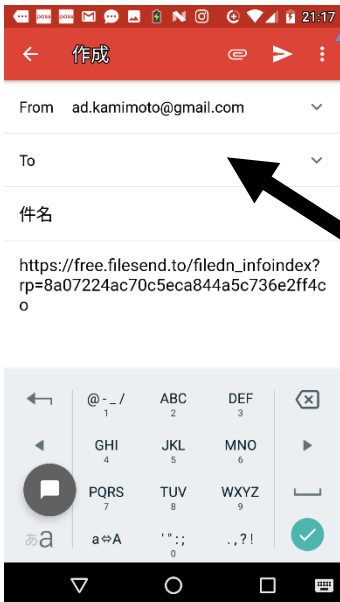 21:17
作成
From ad.kamimoto@gmail.com
To
件名
https://free.filesend.to/filedn_infoindex?
rp=8a07224ac70c5eca844a5c736e2ff4c
o
@-_/ ABC DEF
1 2 3
GHI JKL MNO
4 5 6
PQRS TUV WXYZ
7 8 9
あa a⇔A '":; .,?!
0